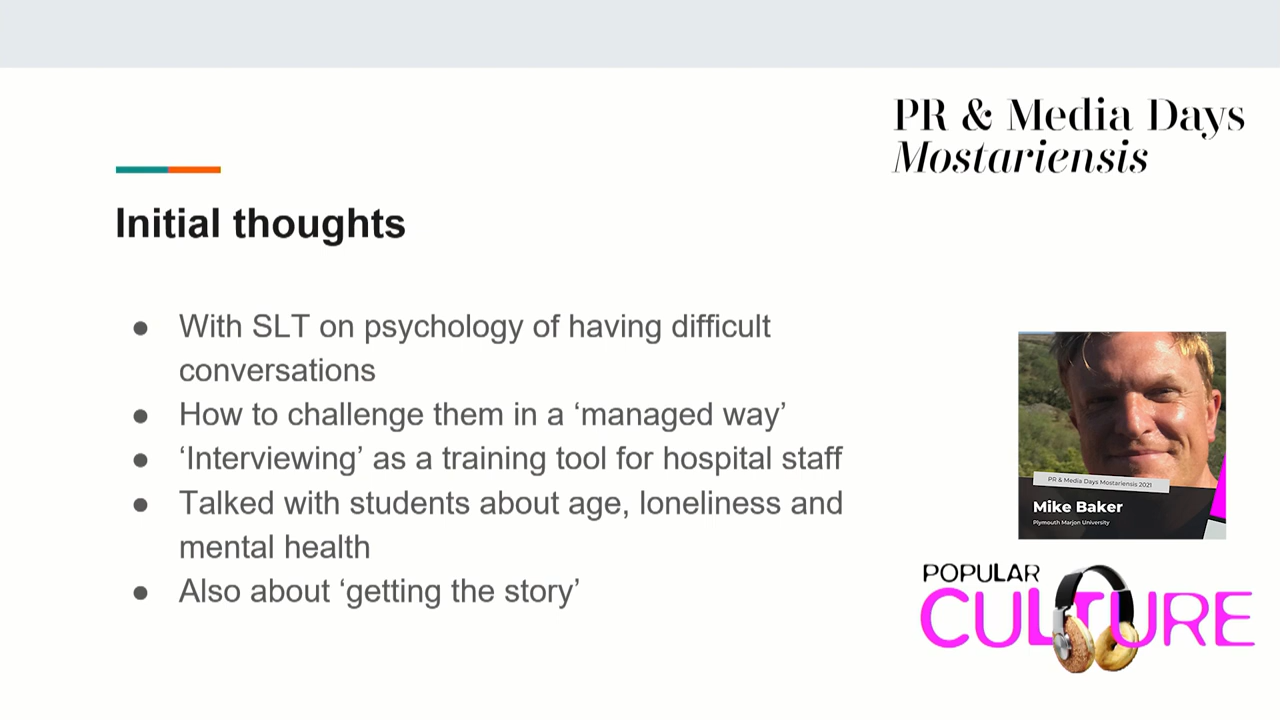 PR & Media Days
Mostariensis
Initial thoughts
● With SLT on psychology of having difficult
conversations
● How to challenge them in a ‘managed way’
● ‘Interviewing’ as a training tool for hospital staff
● Talked with students about age, loneliness and
mental health
● Also about ‘getting the story’
PR & Media Days Mostariensis 2021
Mike Baker
Plymouth Marjon University
POPULAR
CULTURE